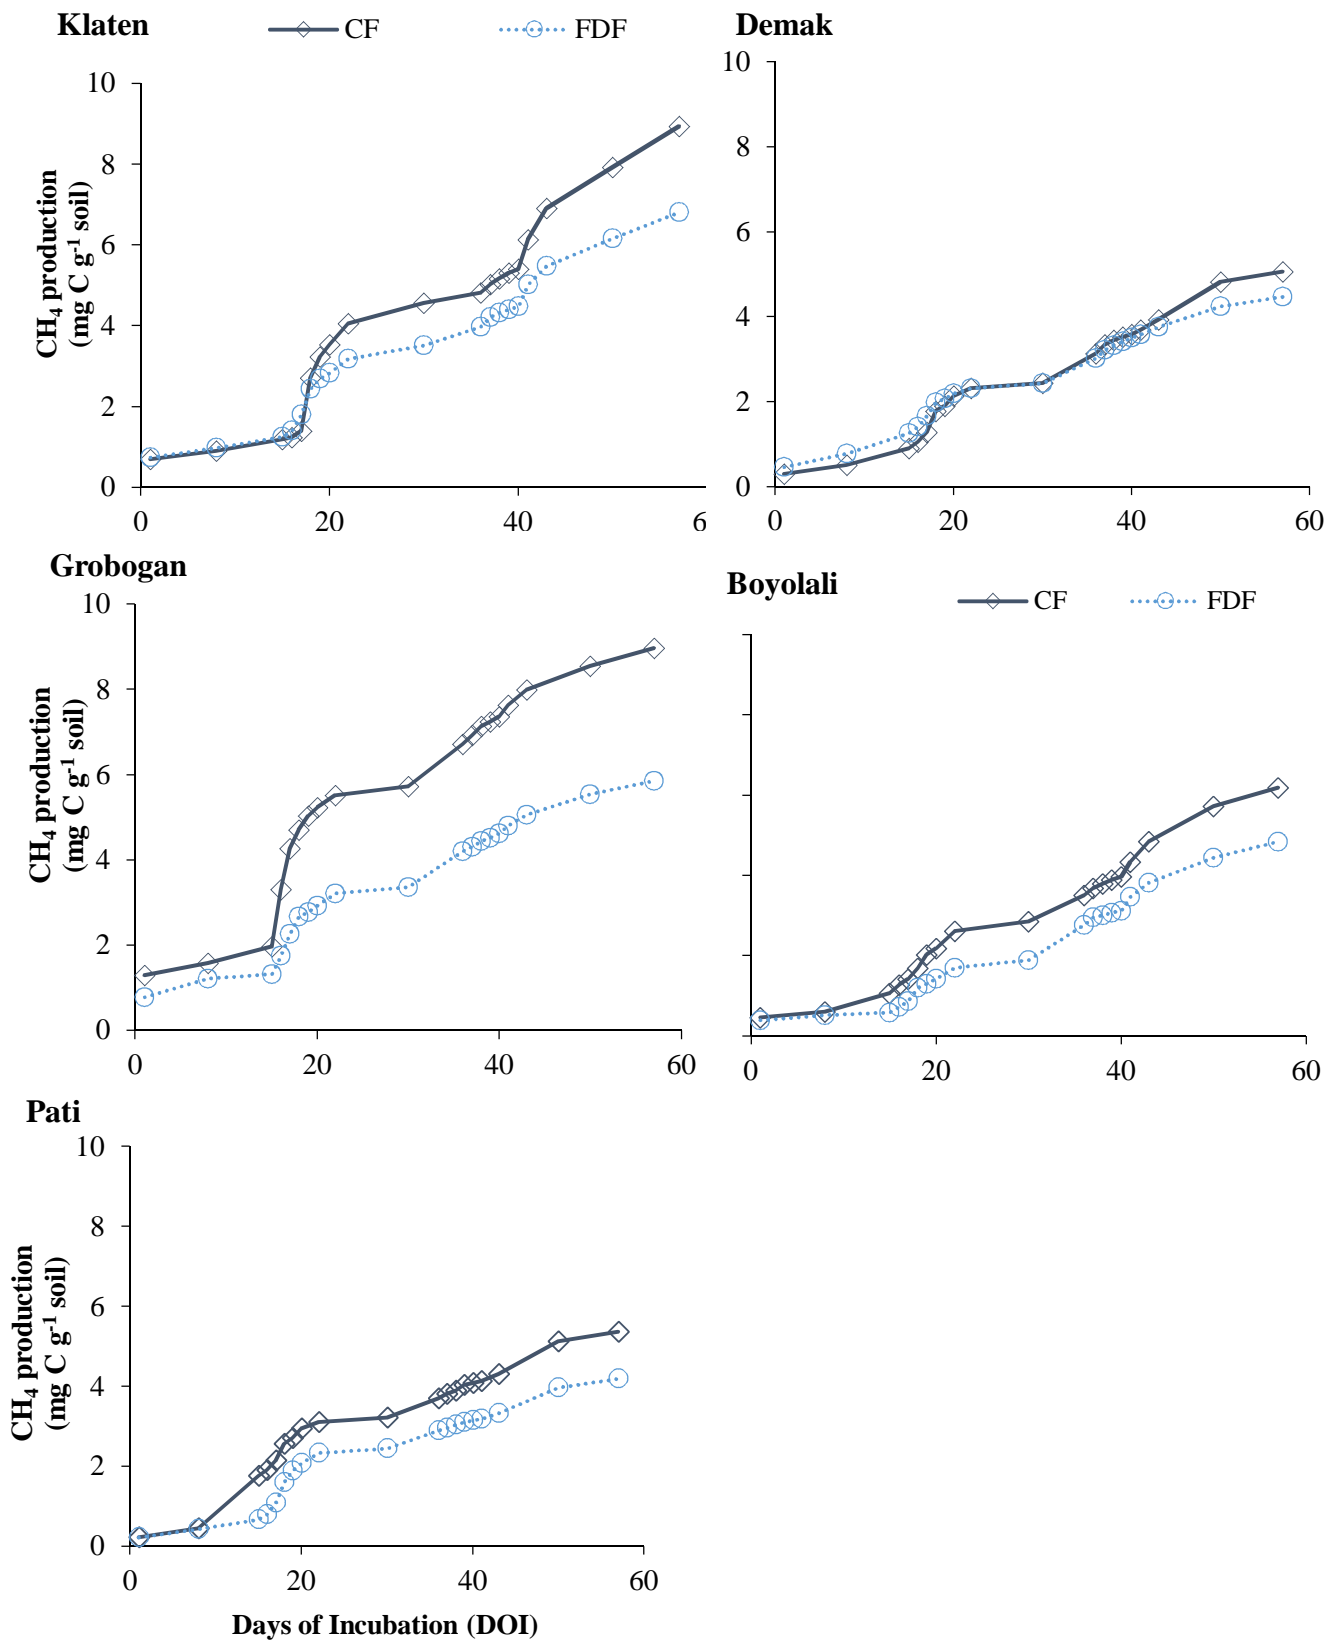 Klaten CF FDF Demak
10
8
6
4
2
0
CH4 production
(mg C g-1 soil)
0 20 40 6
10
8
6
4
2
0
0 20 40 60
Grobogan
10
8
6
4
2
0
CH4 production
(mg C g-1 soil)
0 20 40 60
Boyolali CF FDF
0 20 40 60
Pati
10
8
6
4
2
0
CH4 production
(mg C g-1 soil)
0 20 40 60
Days of Incubation (DOI)